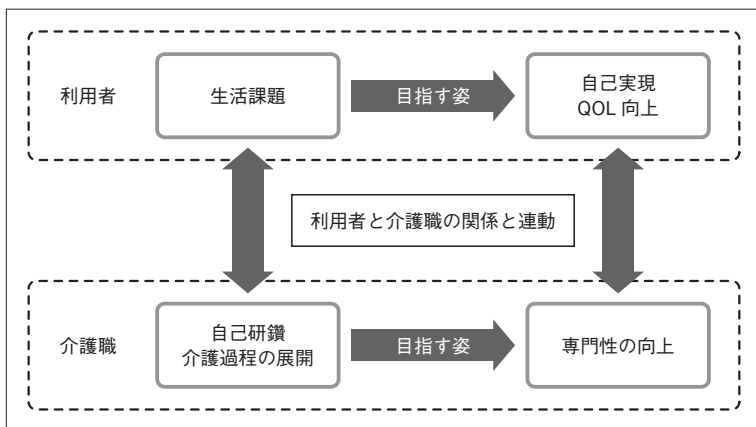 利用者
生活課題
目指す姿
自己実現
QOL 向上
利用者と介護職の関係と連動
介護職
自己研鑽
介護過程の展開
目指す姿
専門性の向上